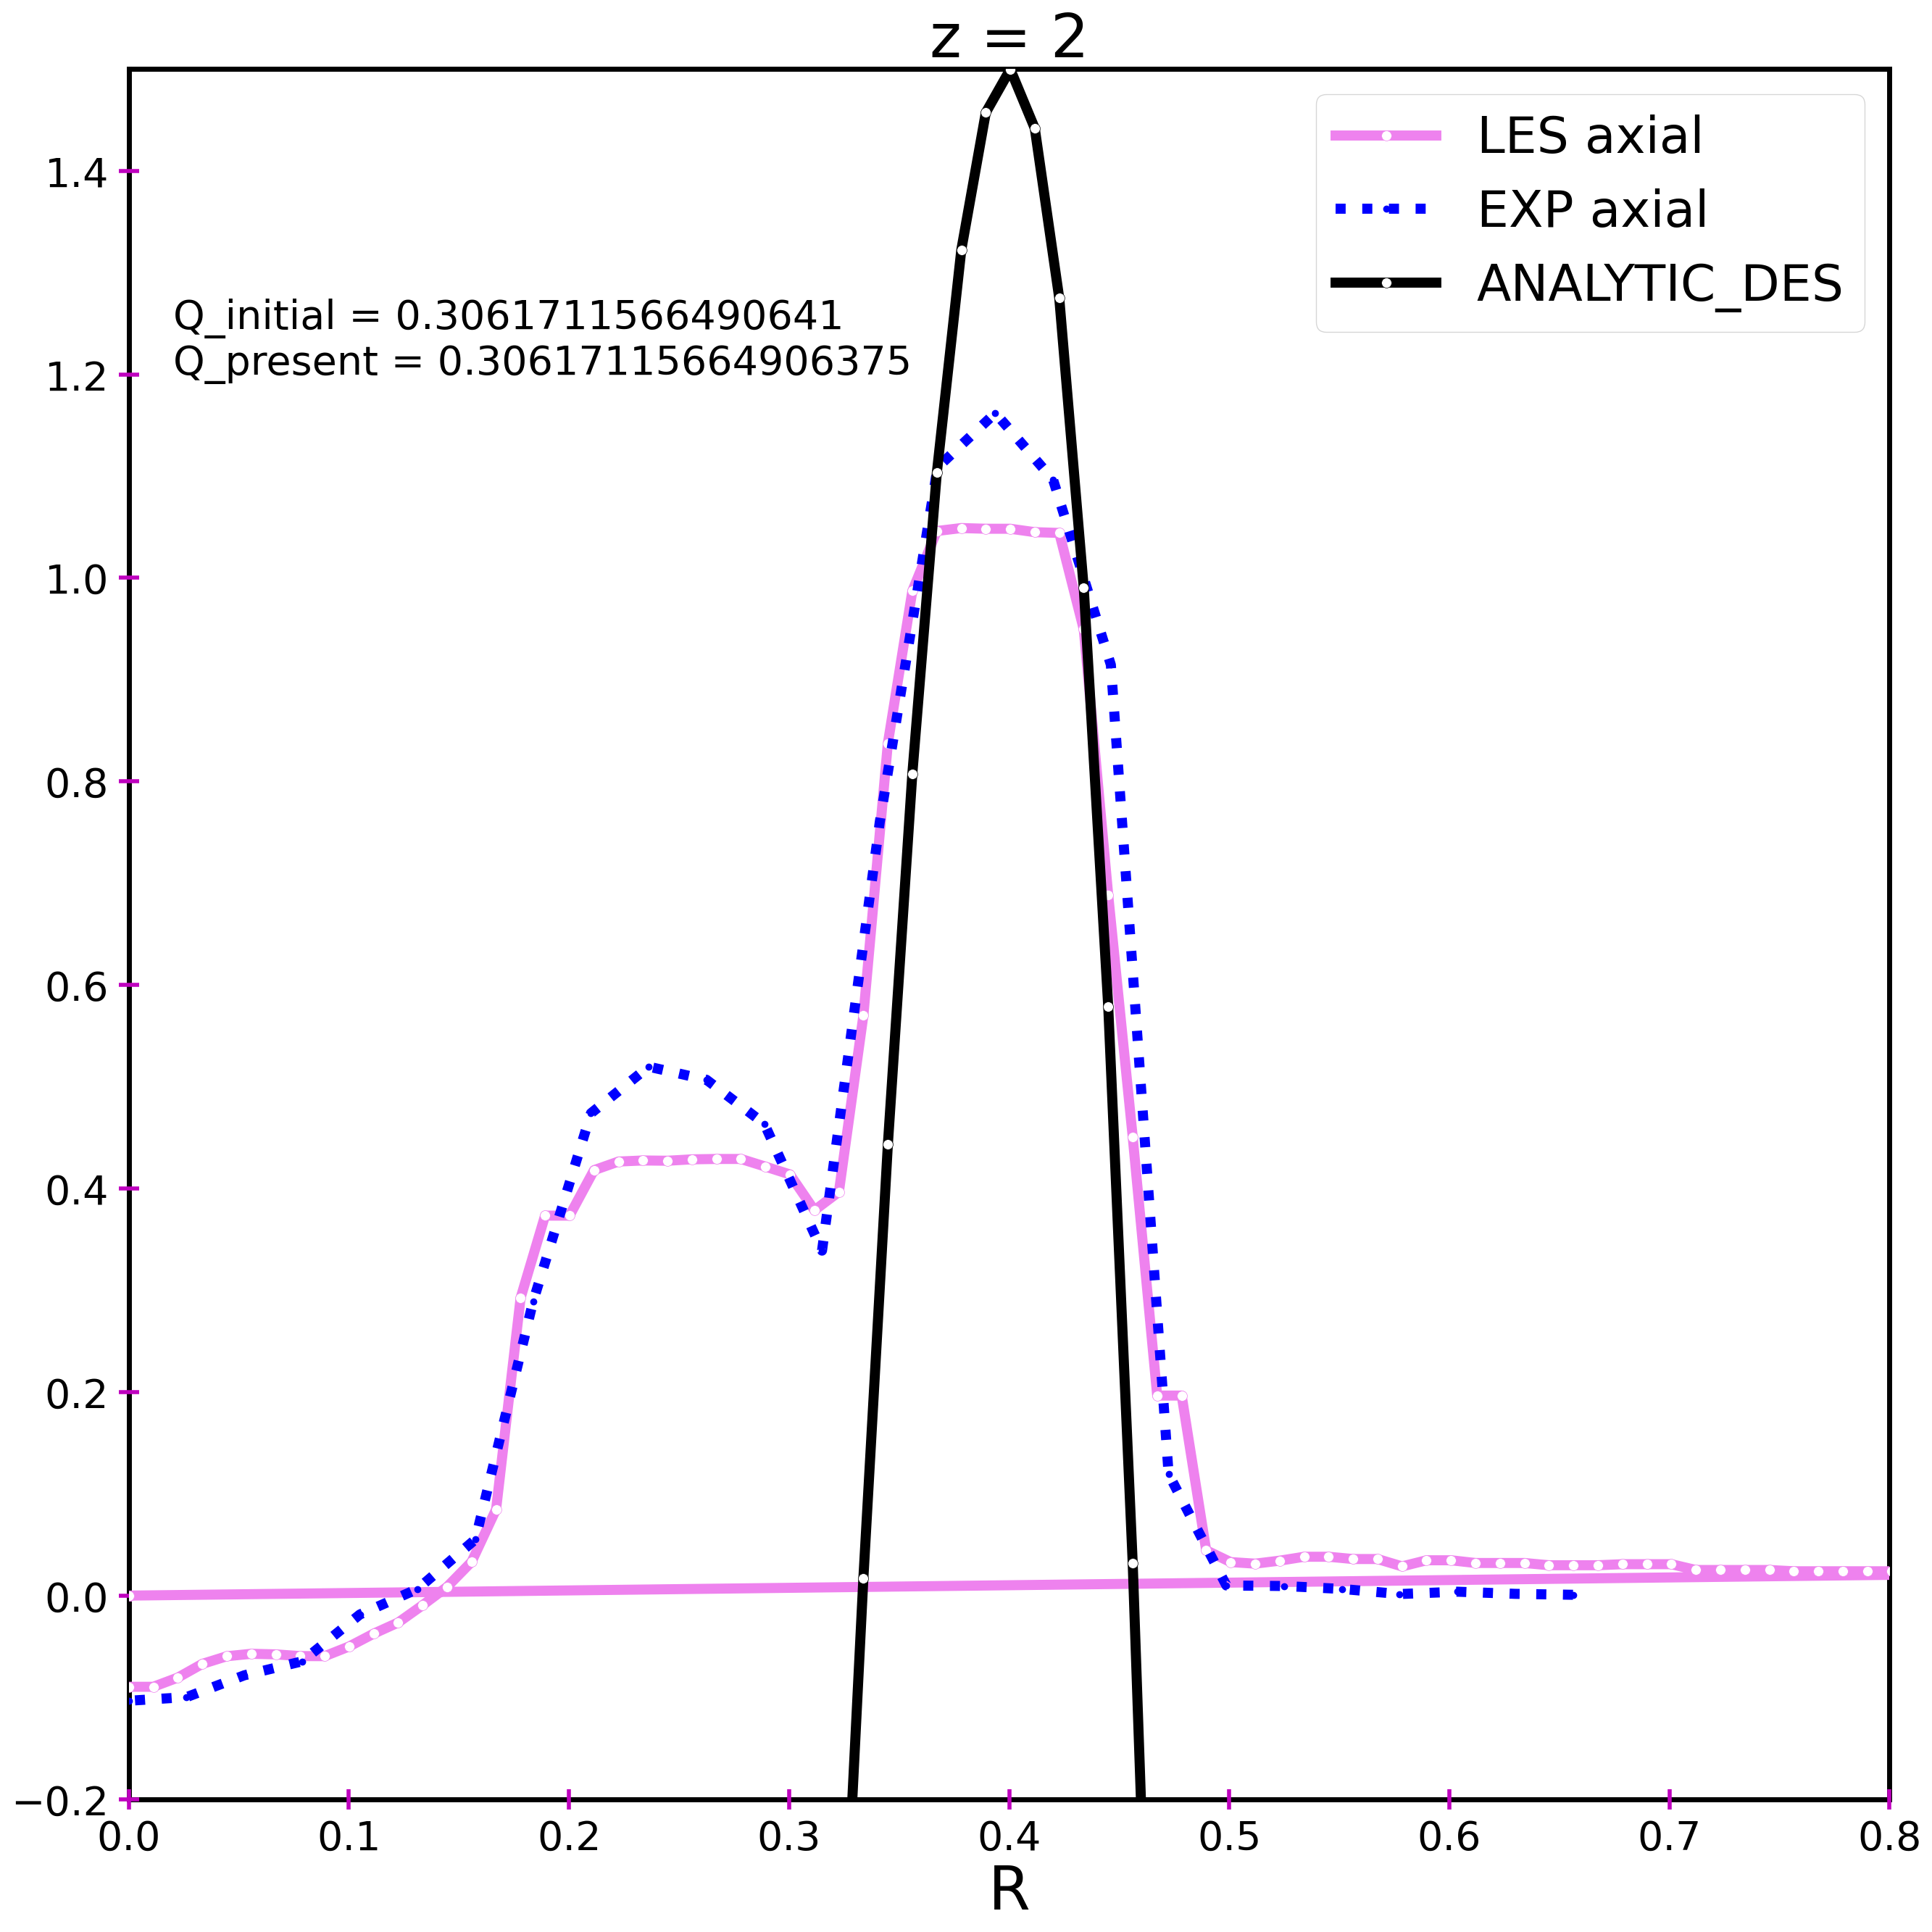 z = 2
LES axial
EXP axial
ANALYTIC_DES
Q_initial = 0.3061711566490641
Q_present = 0.30617115664906375
1.4
1.2
1.0
0.8
0.6
0.4
0.2
0.0
−0.2
0.0 0.1 0.2 0.3 0.4 0.5 0.6 0.7 0.8
R